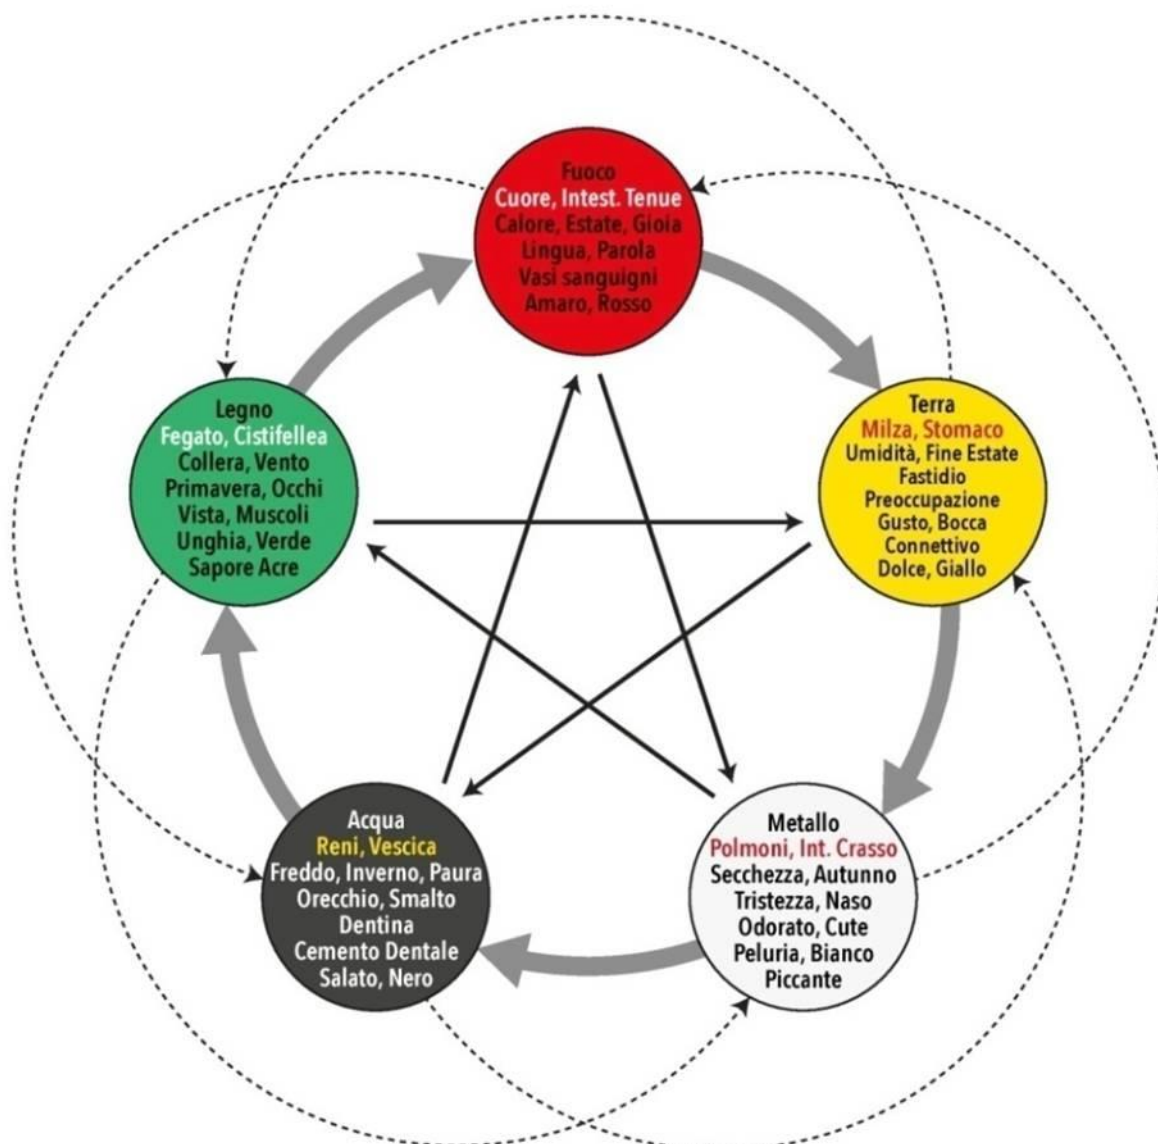 Fuoco
Cuore, Intest. Tenue
Calore, Estate, Gioia
Lingua, Parola
Vasi sanguigni
Amaro, Rosso
Legno
Fegato, Cistifellea
Collera, Vento
Primavera, Occhi
Vista, Muscoli
Unghia, Verde
Sapore Acre
Terra
Milza, Stomaco
Umidità, Fine Estate
Fastidio
Preoccupazione
Gusto, Bocca
Connettivo
Dolce, Giallo
Acqua
Reni, Vescica
Freddo, Inverno, Paura
Orecchio, Smalto
Dentina
Cemento Dentale
Salato, Nero
Metallo
Polmoni, Int. Crasso
Secchezza, Autunno
Tristezza, Naso
Odorato, Cute
Peluria, Bianco
Piccante